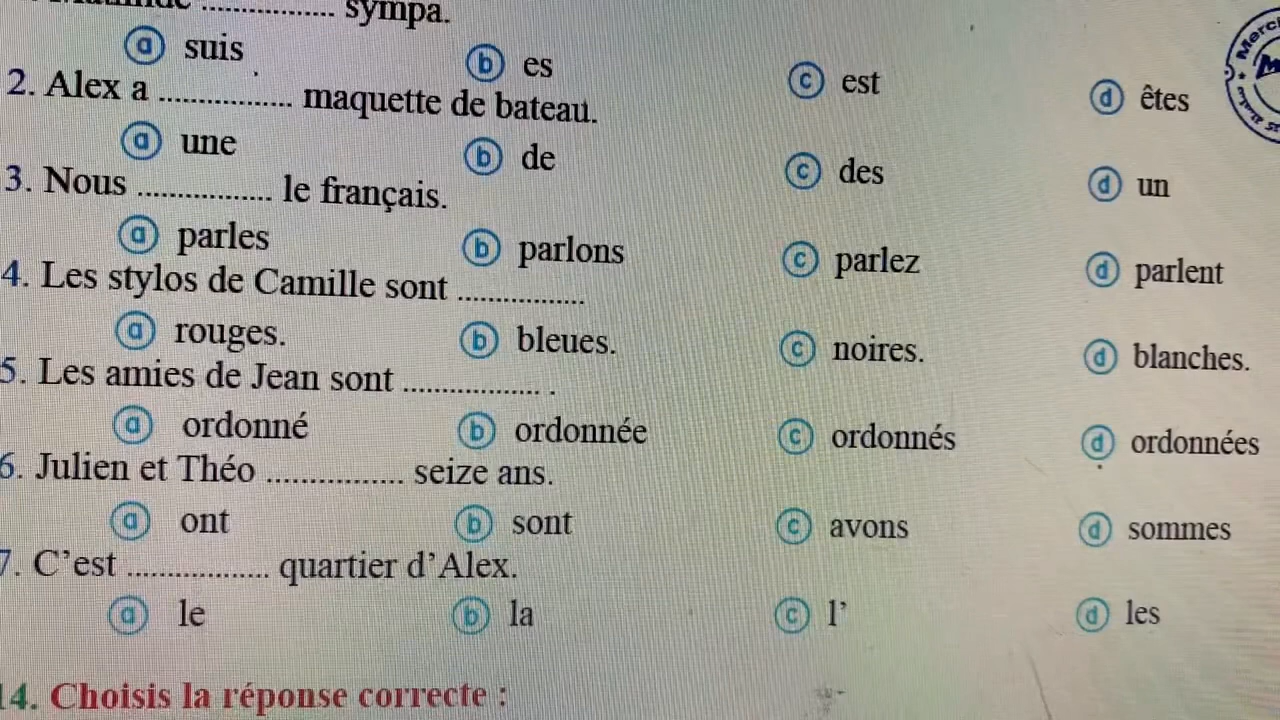 .................. sympa.
ⓐ suis ⓑ es ⓒ est ⓓ êtes
2. Alex a .................. maquette de bateau.
ⓐ une ⓑ de ⓒ des ⓓ un
3. Nous .................. le français.
ⓐ parles ⓑ parlons ⓒ parlez ⓓ parlent
4. Les stylos de Camille sont ..................
ⓐ rouges. ⓑ bleues. ⓒ noires. ⓓ blanches.
5. Les amies de Jean sont .................. .
ⓐ ordonné ⓑ ordonnée ⓒ ordonnés ⓓ ordonnées
6. Julien et Théo .................. seize ans.
ⓐ ont ⓑ sont ⓒ avons ⓓ sommes
7. C’est .................. quartier d’Alex.
ⓐ le ⓑ la ⓒ l’ ⓓ les
14. Choisis la réponse correcte :